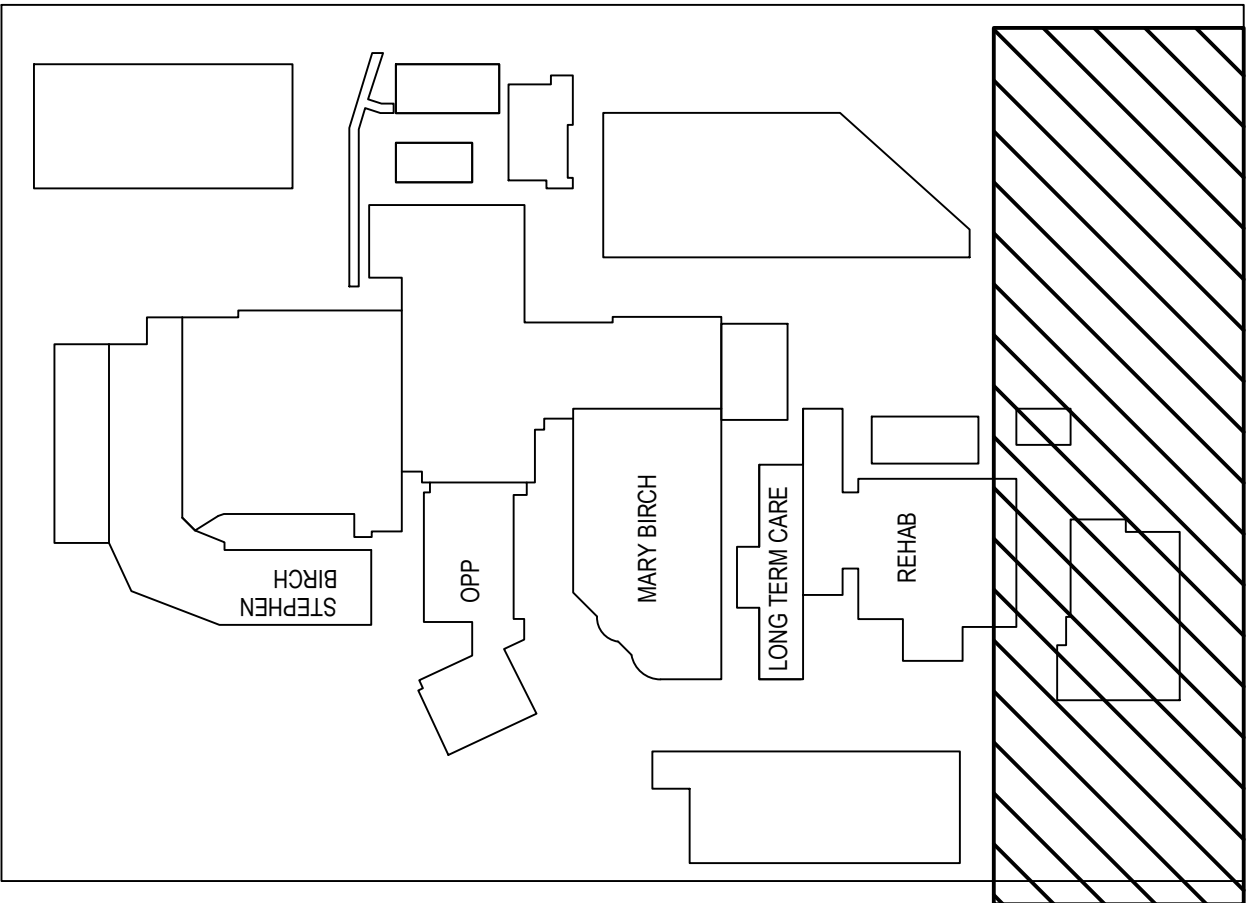 STEPHEN
BIRCH
OPP
MARY BIRCH
LONG TERM CARE
REHAB